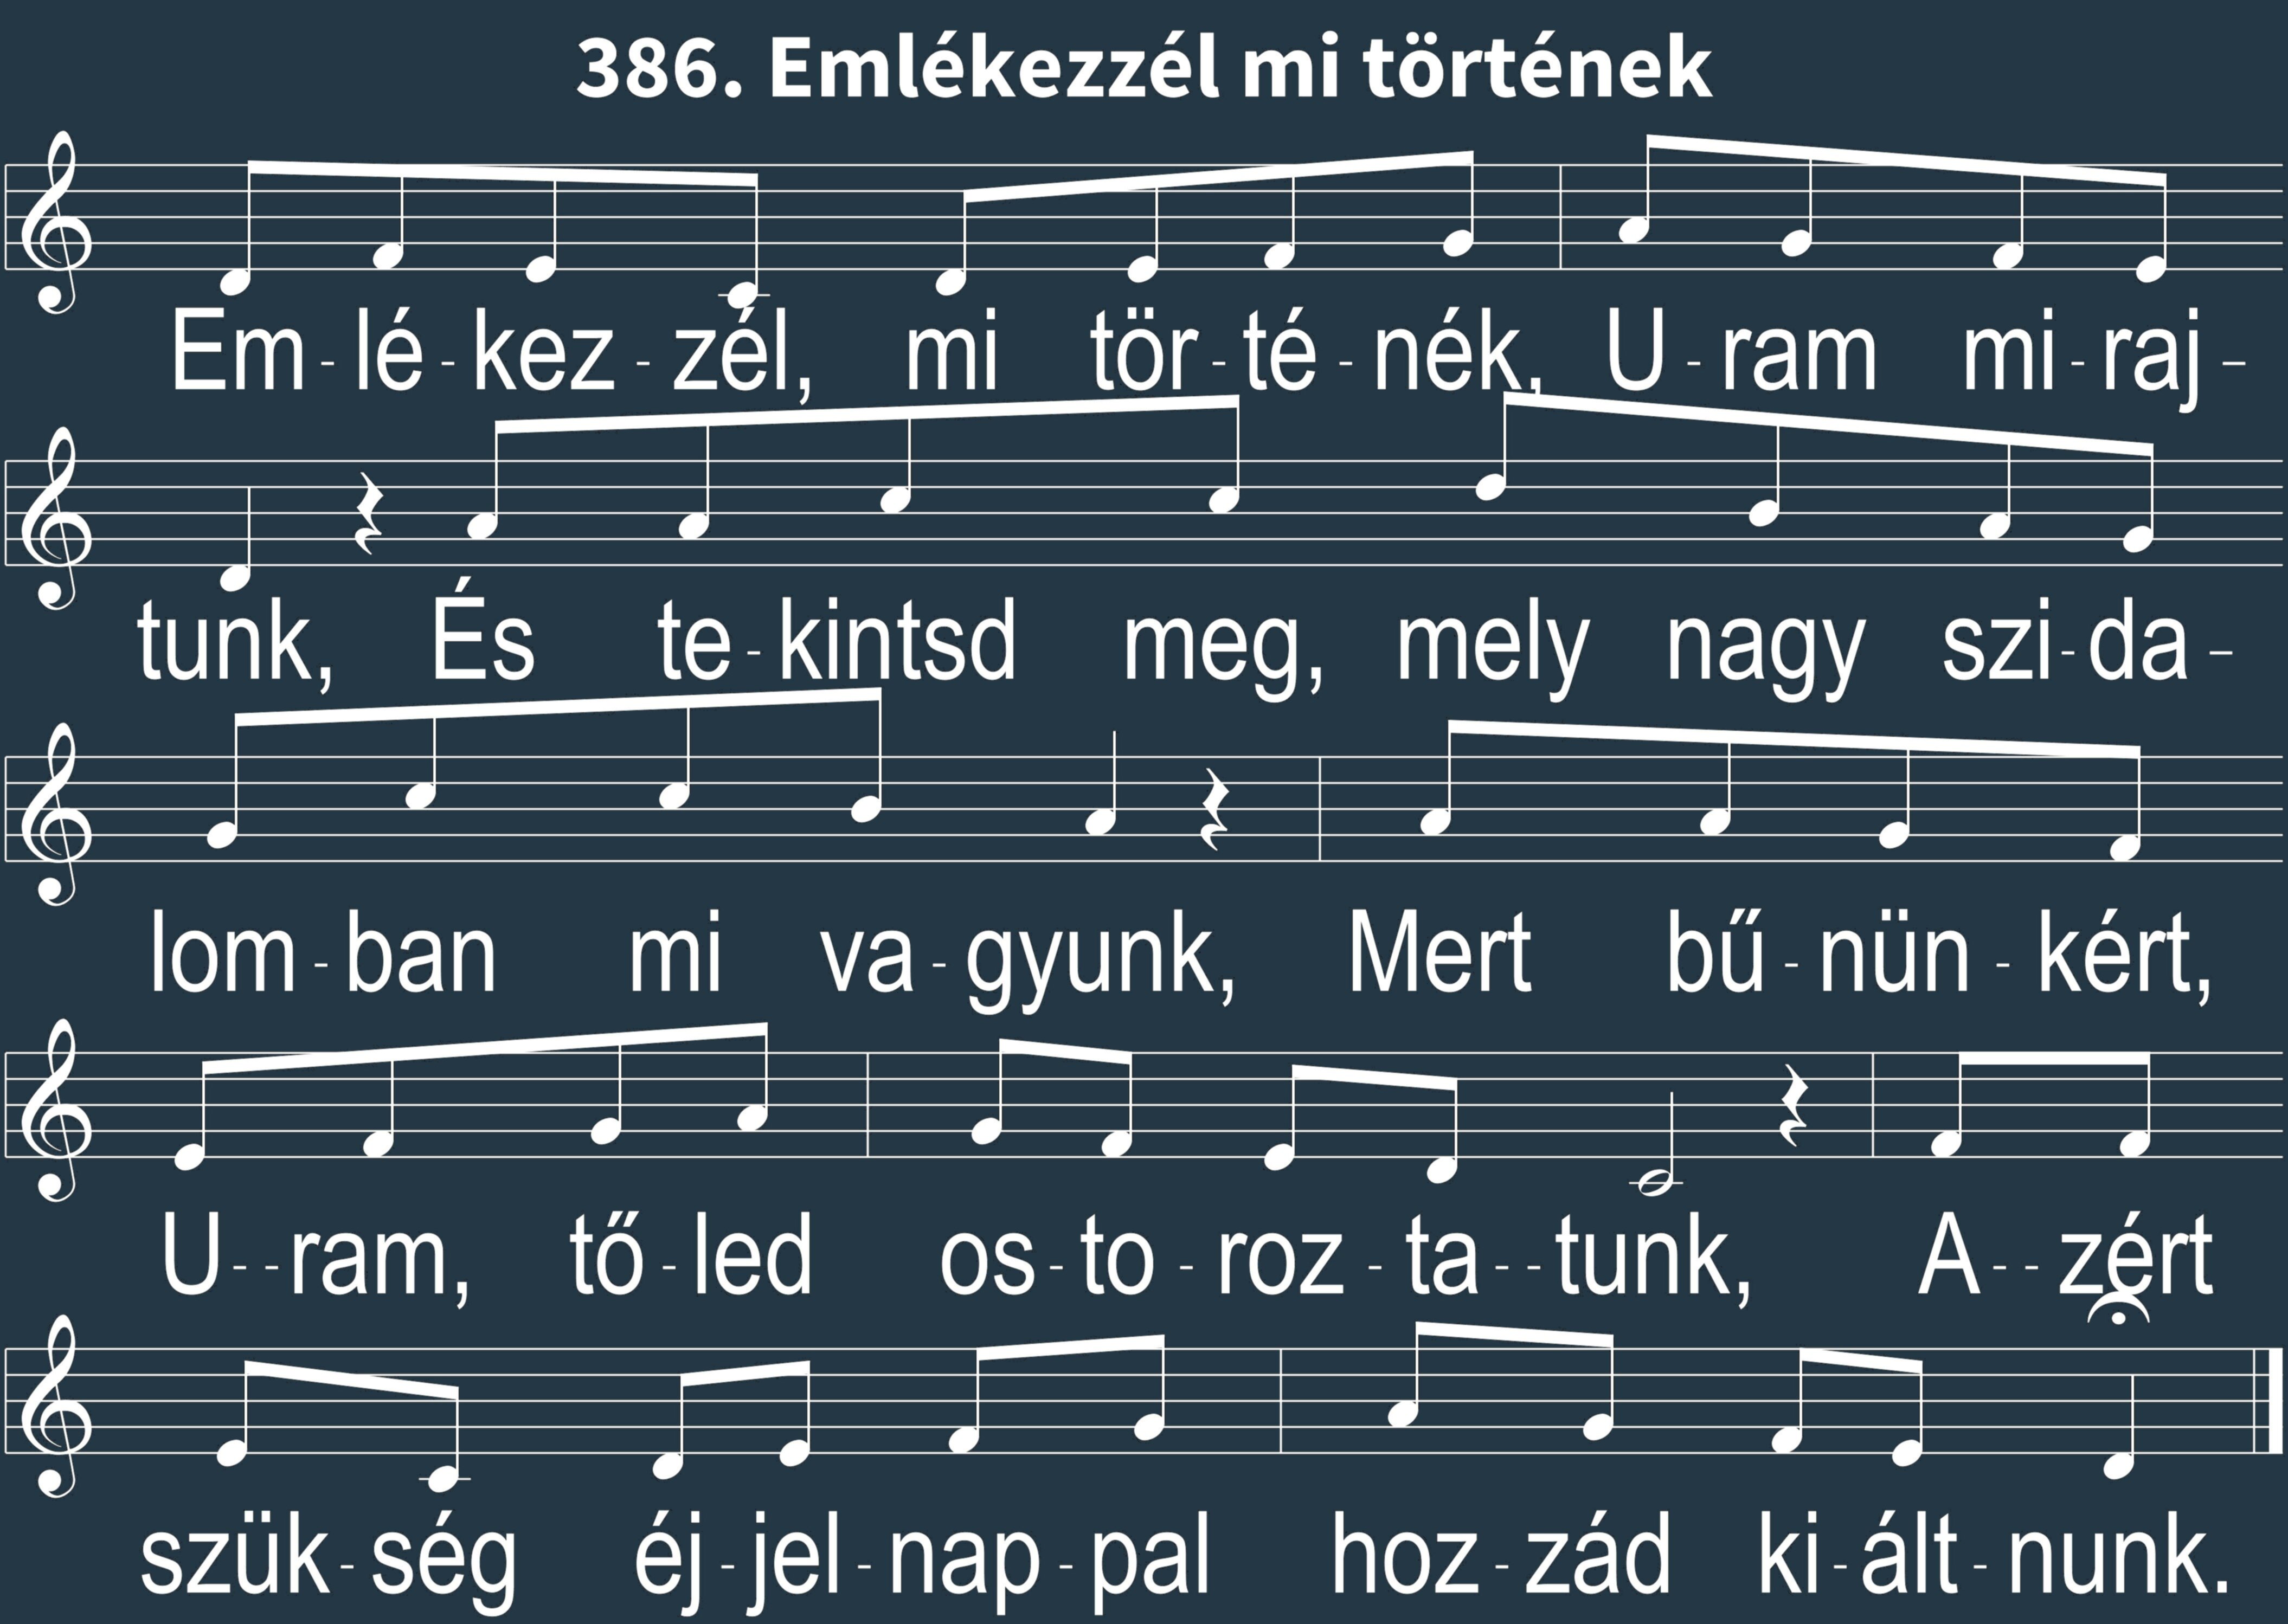 386. Emlékezzél mi történek
Em-lé-kez-zél, mi tör-té-nék, U-ram mi-raj-
tunk, És te-kintsd meg, mely nagy szi-da-
lom-ban mi va-gyunk, Mert bű-nün-kért,
U--ram, tő-led os-to-roz-ta--tunk, A--zért
szük-ség éj-jel-nap-pal hoz-zád ki-ált-nunk.